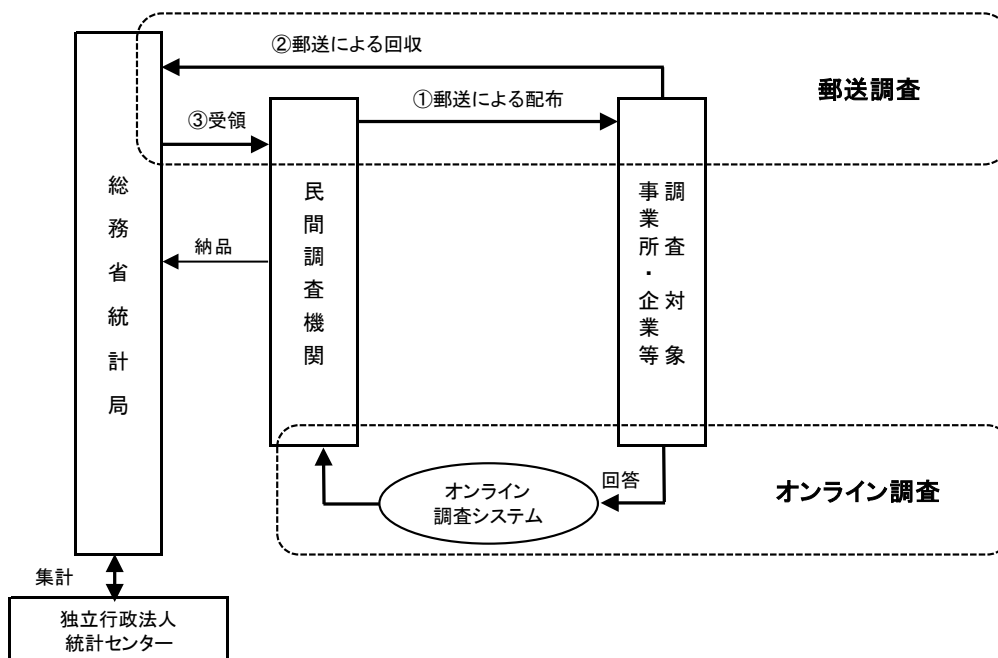 ②郵送による回収
郵送調査
①郵送による配布
③受領
総務省統計局
民間調査機関
調査対象
事業所・企業等
納品
回答
オンライン
調査システム
オンライン調査
集計
独立行政法人
統計センター